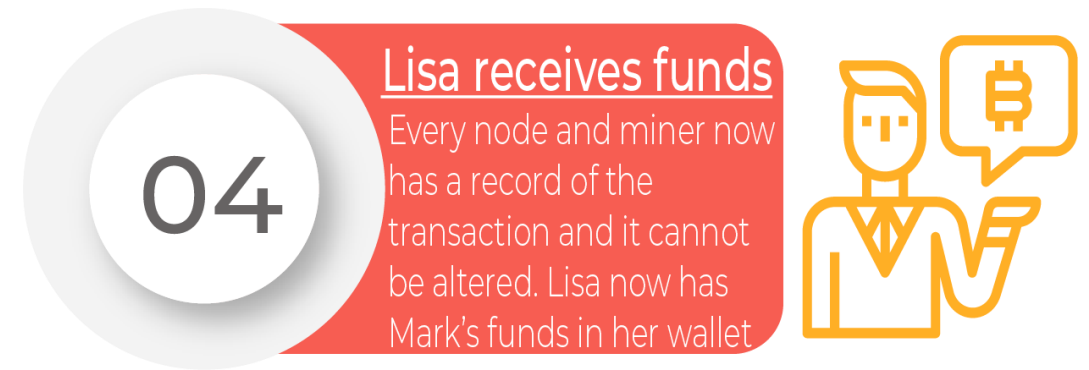 04
Lisa receives funds
Every node and miner now
has a record of the
transaction and it cannot
be altered. Lisa now has
Mark’s funds in her wallet